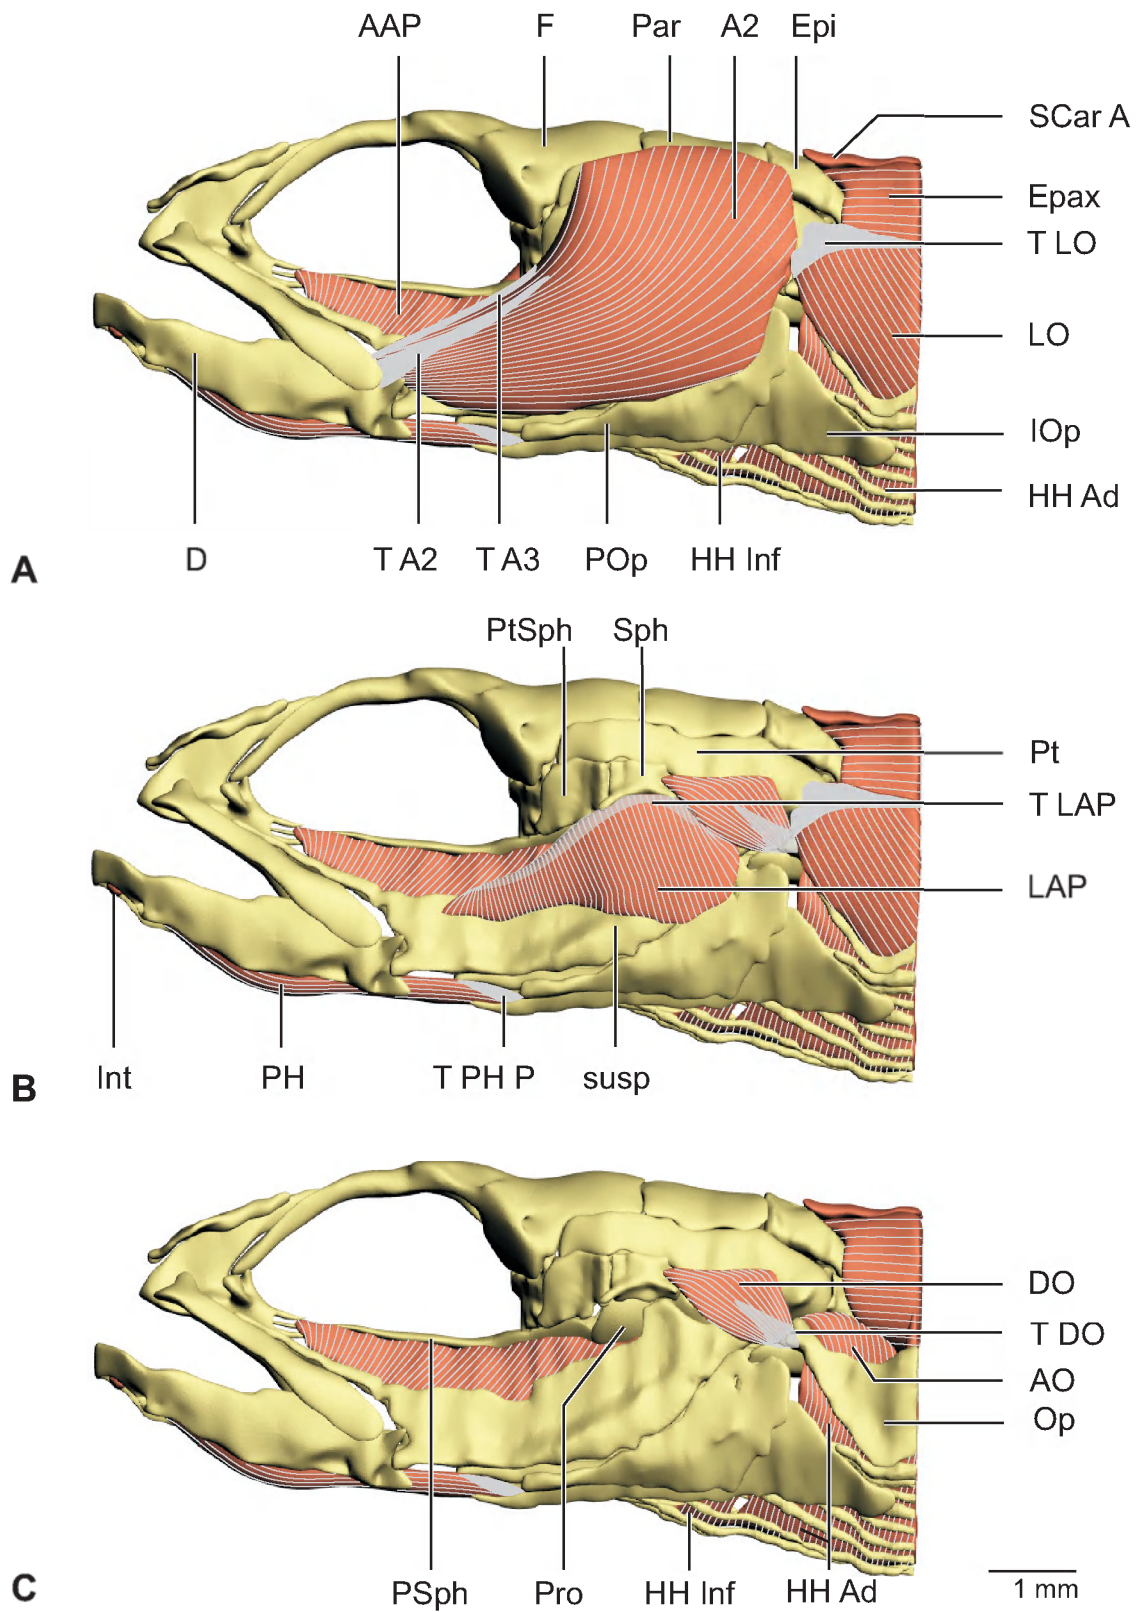 AAP F Par A2 Epi
SCar A
Epax
T LO
LO
IOp
HH Ad
D T A2 T A3 POp HH Inf
A
PtSph Sph
Pt
T LAP
LAP
Int PH T PH P susp
B
DO
T DO
AO
Op
PSph Pro HH Inf HH Ad
1 mm
C